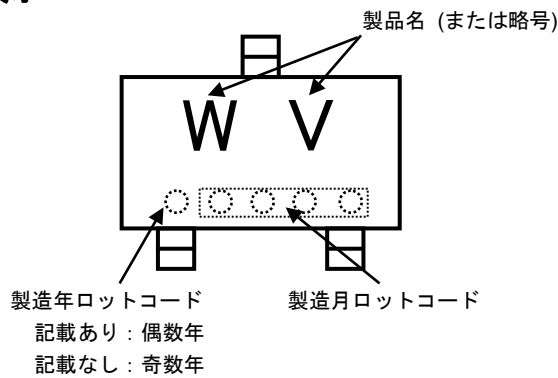 製品名 (または略号)
W V
製造年ロットコード
製造月ロットコード
記載あり：偶数年
記載なし：奇数年